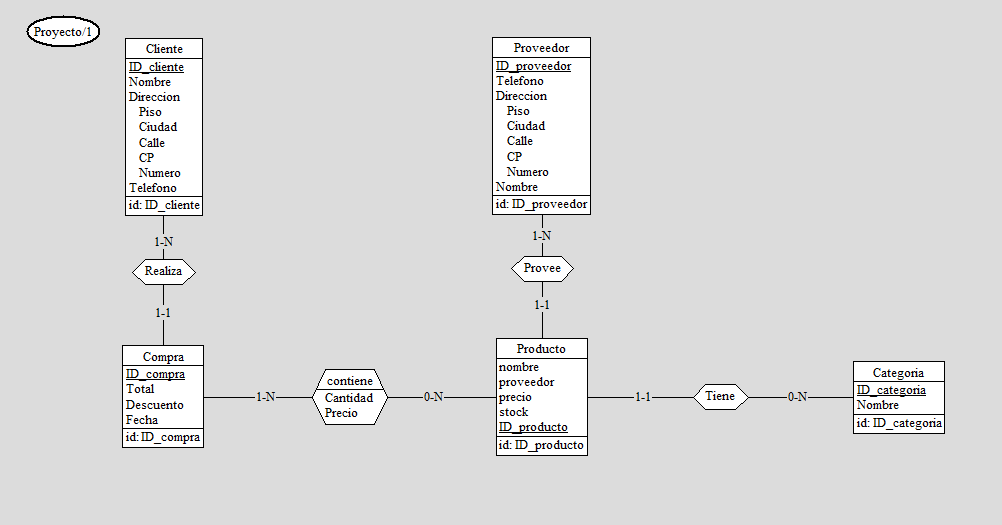 Proyecto/1
Cliente
ID_cliente
Nombre
Direccion
Piso
Ciudad
Calle
CP
Numero
Telefono
id: ID_cliente
Proveedor
ID_proveedor
Telefono
Direccion
Piso
Ciudad
Calle
CP
Numero
Nombre
id: ID_proveedor
1-N
Realiza
1-1
1-N
Provee
1-1
Compra
ID_compra
Total
Descuento
Fecha
id: ID_compra
1-N
contiene
Cantidad
Precio
0-N
Producto
nombre
proveedor
precio
stock
ID_producto
id: ID_producto
1-1
Tiene
0-N
Categoria
ID_categoria
Nombre
id: ID_categoria